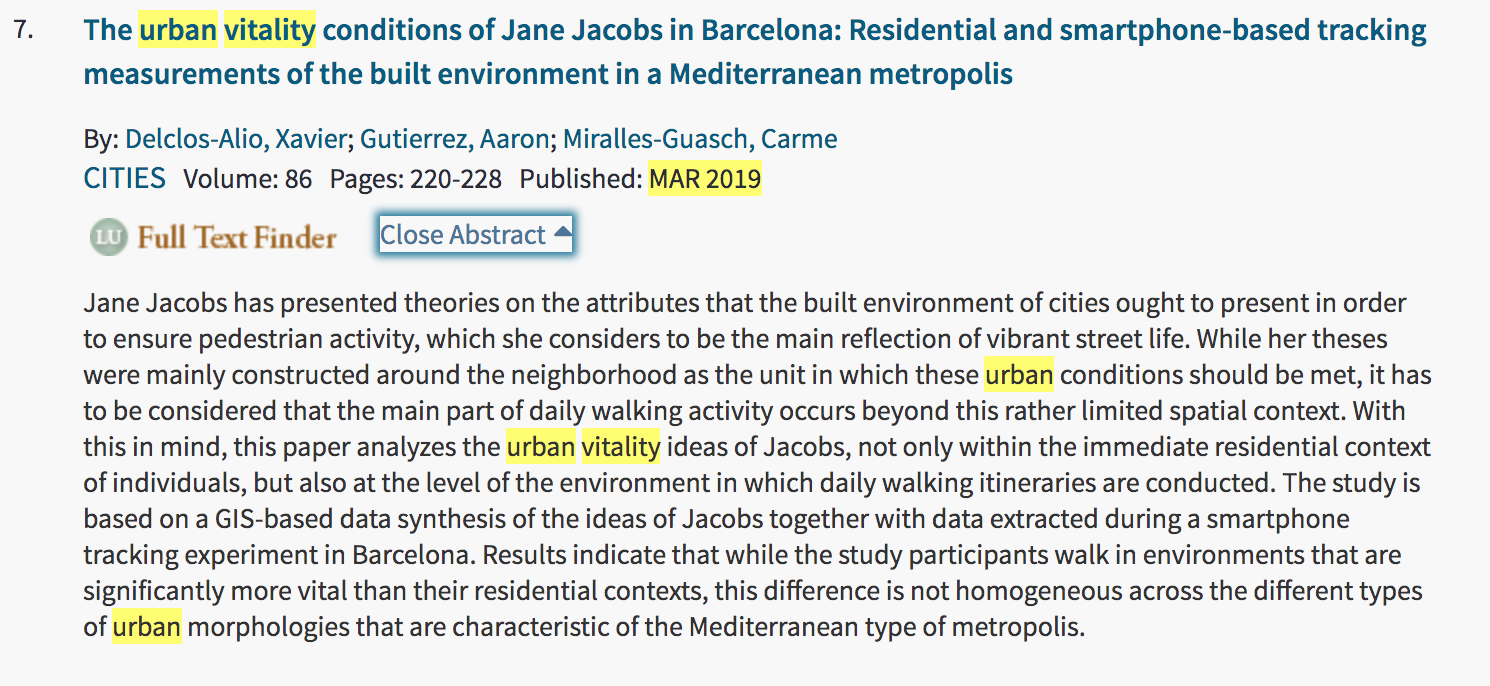 7. The urban vitality conditions of Jane Jacobs in Barcelona: Residential and smartphone-based tracking
measurements of the built environment in a Mediterranean metropolis
By: Delclos-Alio, Xavier; Gutierrez, Aaron; Miralles-Guasch, Carme
CITIES Volume: 86 Pages: 220-228 Published: MAR 2019
LU Full Text Finder Close Abstract
Jane Jacobs has presented theories on the attributes that the built environment of cities ought to present in order
to ensure pedestrian activity, which she considers to be the main reflection of vibrant street life. While her theses
were mainly constructed around the neighborhood as the unit in which these urban conditions should be met, it has
to be considered that the main part of daily walking activity occurs beyond this rather limited spatial context. With
this in mind, this paper analyzes the urban vitality ideas of Jacobs, not only within the immediate residential context
of individuals, but also at the level of the environment in which daily walking itineraries are conducted. The study is
based on a GIS-based data synthesis of the ideas of Jacobs together with data extracted during a smartphone
tracking experiment in Barcelona. Results indicate that while the study participants walk in environments that are
significantly more vital than their residential contexts, this difference is not homogeneous across the different types
of urban morphologies that are characteristic of the Mediterranean type of metropolis.